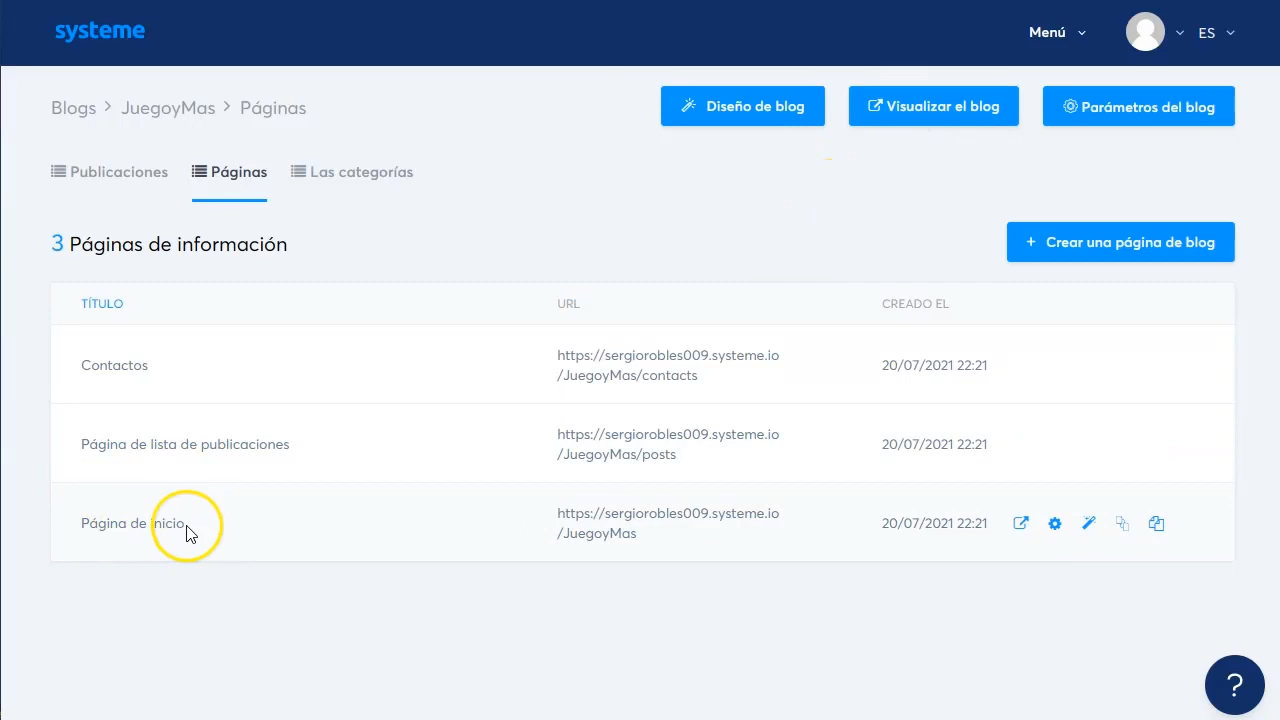 systeme
Menú
ES
Blogs > JuegoyMas > Páginas
Diseño de blog
Visualizar el blog
Parámetros del blog
Publicaciones
Páginas
Las categorías
3 Páginas de información
+ Crear una página de blog
TÍTULO
URL
CREADO EL
Contactos
https://sergiorobles009.systeme.io
/JuegoyMas/contacts
20/07/2021 22:21
Página de lista de publicaciones
https://sergiorobles009.systeme.io
/JuegoyMas/posts
20/07/2021 22:21
Página de inicio
https://sergiorobles009.systeme.io
/JuegoyMas
20/07/2021 22:21
?